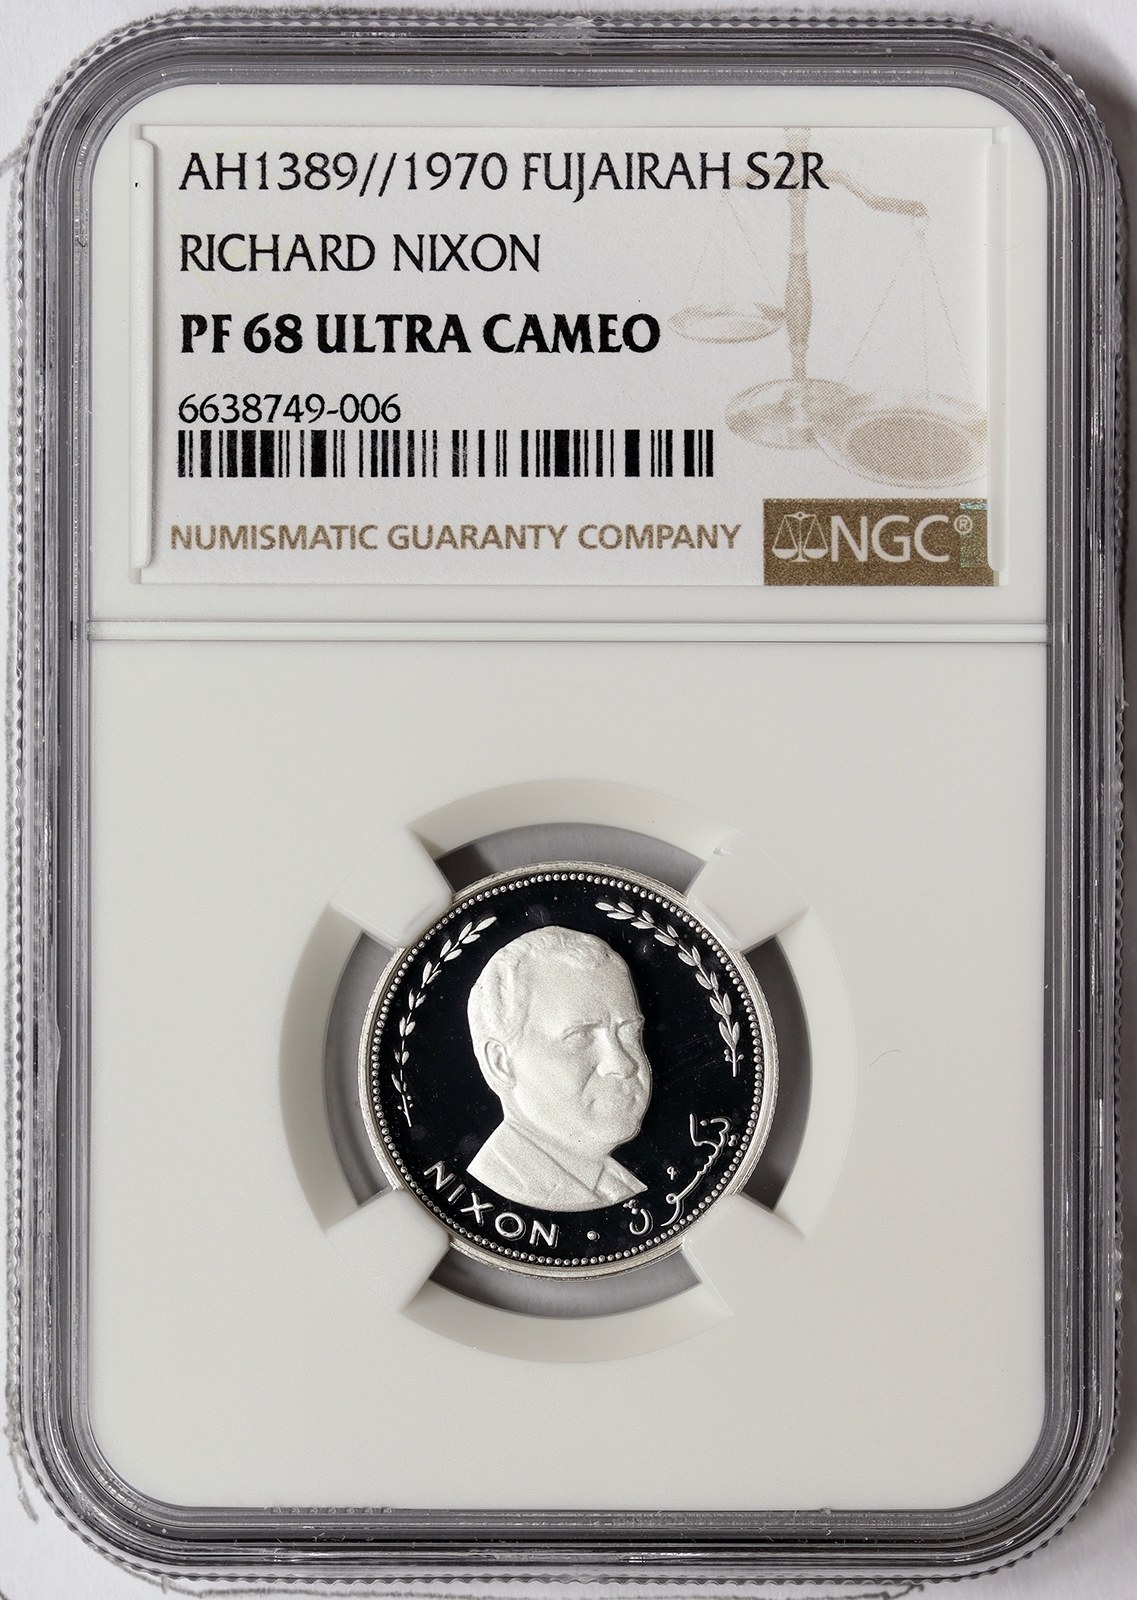 AH1389//1970 FUJAIRAH S2R
RICHARD NIXON
PF 68 ULTRA CAMEO
6638749-006
NUMISMATIC GUARANTY COMPANY
NGC®
NIXON · نيكسون